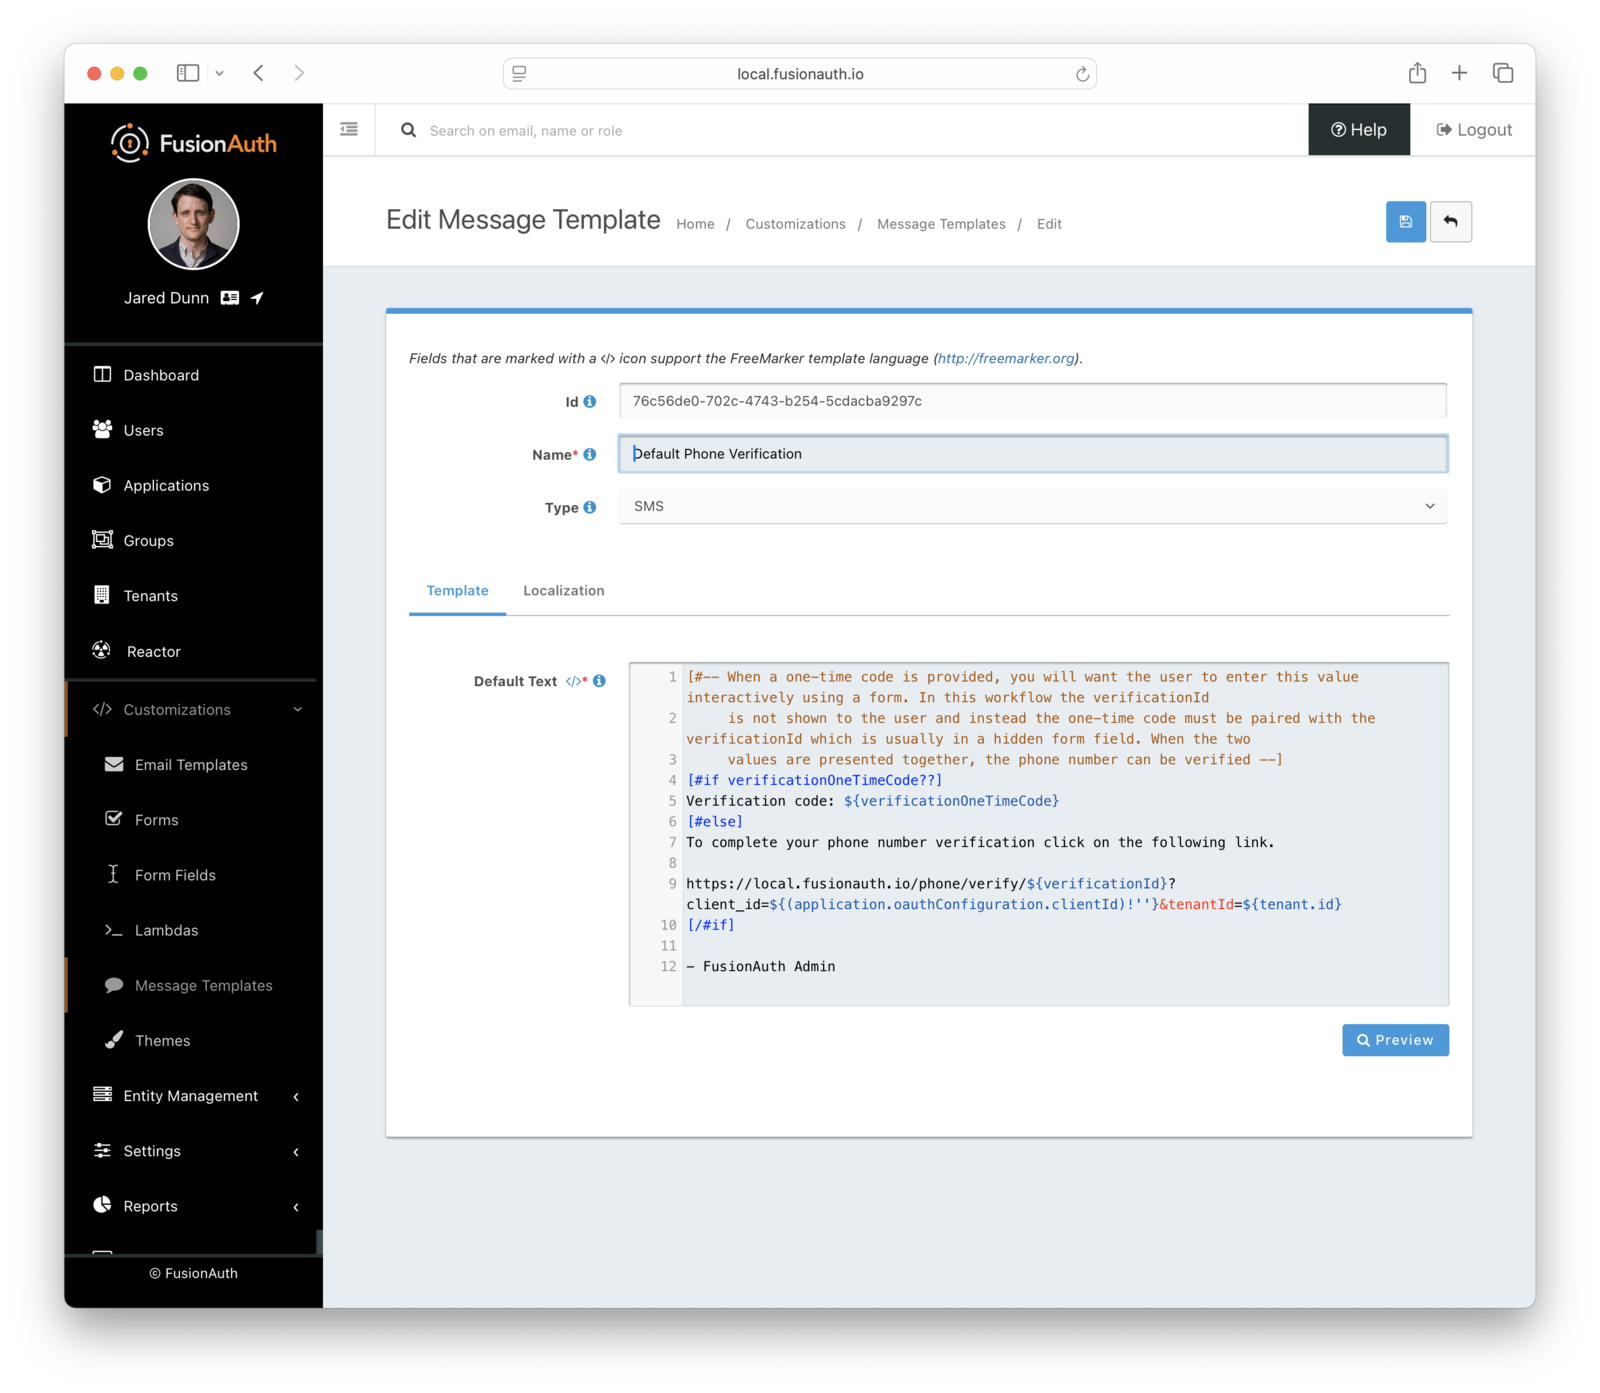 local.fusionauth.io
FusionAuth
Search on email, name or role
Help
Logout
Jared Dunn
Edit Message Template
Home / Customizations / Message Templates / Edit
Dashboard
Users
Applications
Groups
Tenants
Reactor
Customizations
Email Templates
Forms
Form Fields
Lambdas
Message Templates
Themes
Entity Management
Settings
Reports
© FusionAuth
Fields that are marked with a </> icon support the FreeMarker template language (http://freemarker.org).
Id
76c56de0-702c-4743-b254-5cdacba9297c
Name*
Default Phone Verification
Type
SMS
Template
Localization
Default Text </>*
1 [#-- When a one-time code is provided, you will want the user to enter this value
interactively using a form. In this workflow the verificationId
2 is not shown to the user and instead the one-time code must be paired with the
verificationId which is usually in a hidden form field. When the two
3 values are presented together, the phone number can be verified --]
4 [#if verificationOneTimeCode??]
5 Verification code: ${verificationOneTimeCode}
6 [#else]
7 To complete your phone number verification click on the following link.
8
9 https://local.fusionauth.io/phone/verify/${verificationId}?
client_id=${(application.oauthConfiguration.clientId)!''}&tenantId=${tenant.id}
10 [/#if]
11
12 - FusionAuth Admin
Preview